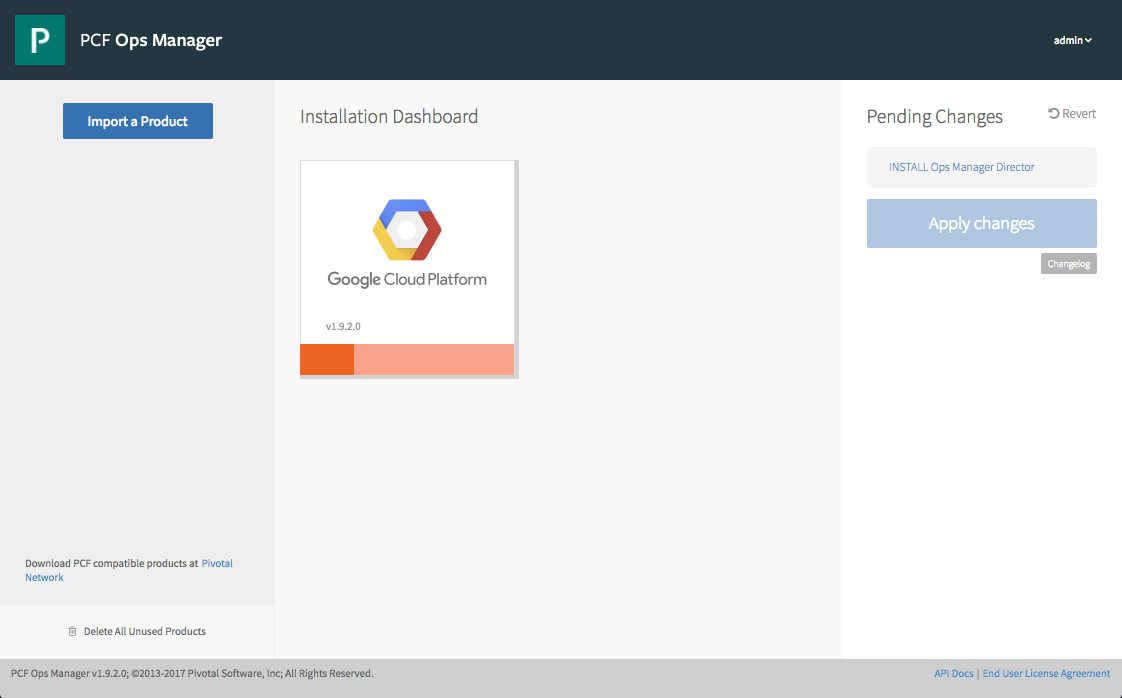 P
PCF Ops Manager
admin
Import a Product
Download PCF compatible products at Pivotal
Network
Delete All Unused Products
Installation Dashboard
Google Cloud Platform
v1.9.2.0
Pending Changes
Revert
INSTALL Ops Manager Director
Apply changes
Changelog
PCF Ops Manager v1.9.2.0; ©2013-2017 Pivotal Software, Inc; All Rights Reserved.
API Docs | End User License Agreement